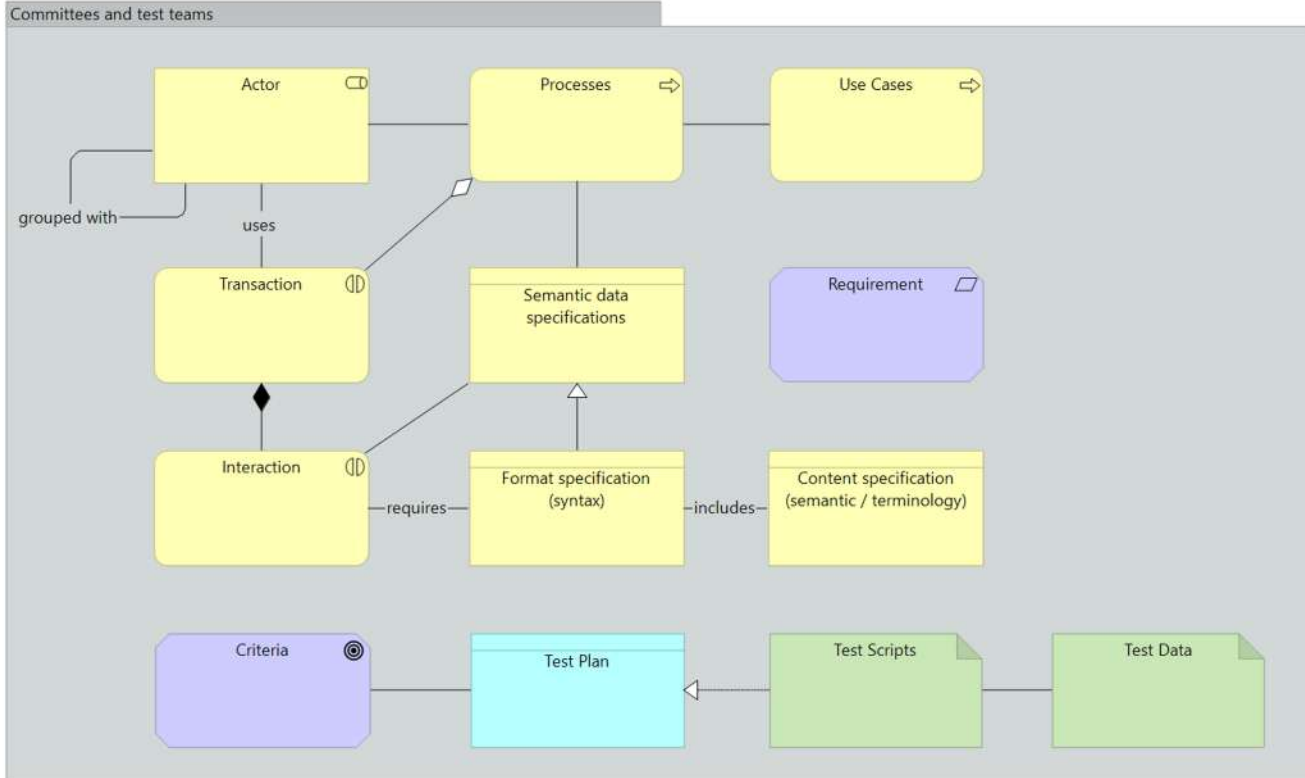 Committees and test teams
Actor
Processes
Use Cases
grouped with
uses
Transaction
Semantic data
specifications
Requirement
Interaction
requires
Format specification
(syntax)
includes
Content specification
(semantic / terminology)
Criteria
Test Plan
Test Scripts
Test Data